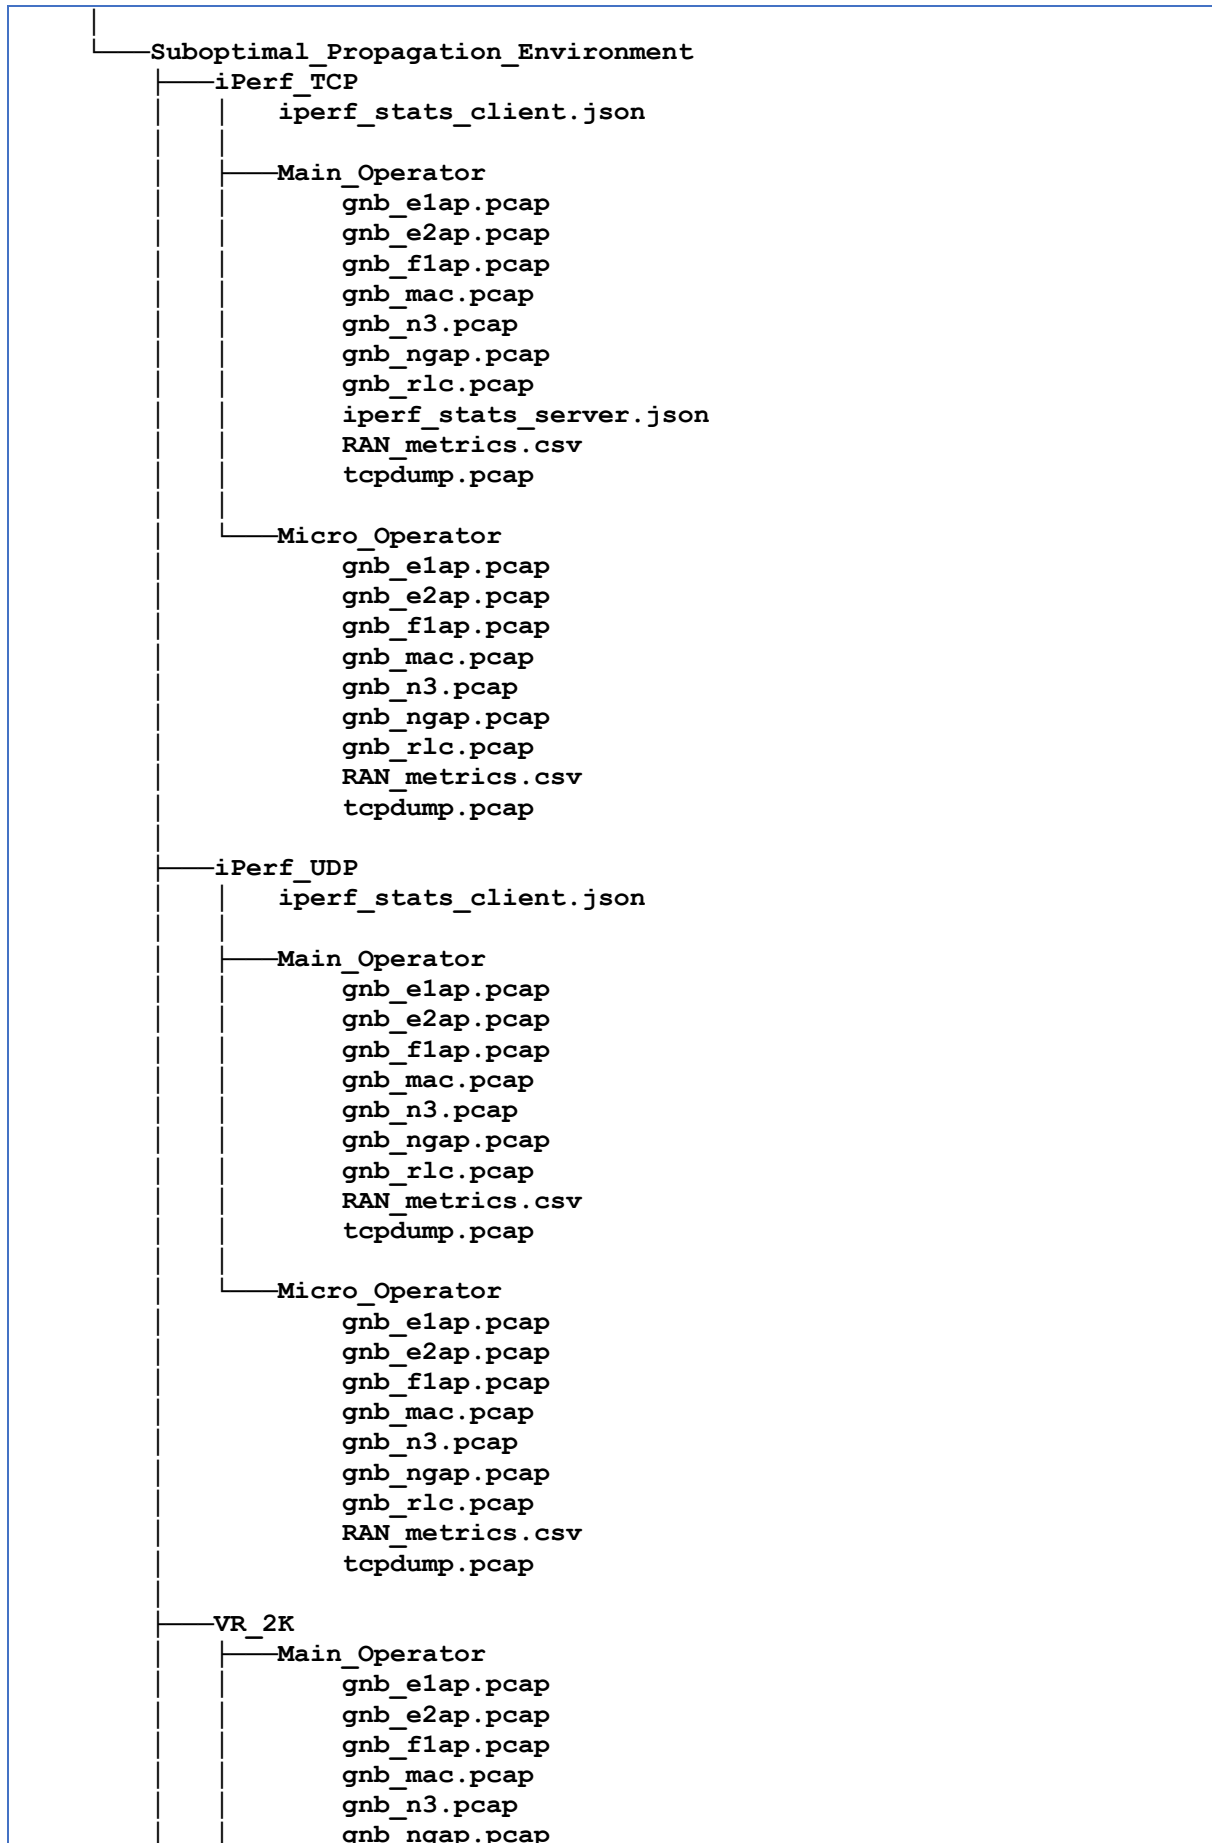 Suboptimal_Propagation_Environment
iPerf_TCP
iperf_stats_client.json
Main_Operator
gnb_e1ap.pcap
gnb_e2ap.pcap
gnb_f1ap.pcap
gnb_mac.pcap
gnb_n3.pcap
gnb_ngap.pcap
gnb_rlc.pcap
iperf_stats_server.json
RAN_metrics.csv
tcpdump.pcap
Micro_Operator
gnb_e1ap.pcap
gnb_e2ap.pcap
gnb_f1ap.pcap
gnb_mac.pcap
gnb_n3.pcap
gnb_ngap.pcap
gnb_rlc.pcap
RAN_metrics.csv
tcpdump.pcap
iPerf_UDP
iperf_stats_client.json
Main_Operator
gnb_e1ap.pcap
gnb_e2ap.pcap
gnb_f1ap.pcap
gnb_mac.pcap
gnb_n3.pcap
gnb_ngap.pcap
gnb_rlc.pcap
RAN_metrics.csv
tcpdump.pcap
Micro_Operator
gnb_e1ap.pcap
gnb_e2ap.pcap
gnb_f1ap.pcap
gnb_mac.pcap
gnb_n3.pcap
gnb_ngap.pcap
gnb_rlc.pcap
RAN_metrics.csv
tcpdump.pcap
VR_2K
Main_Operator
gnb_e1ap.pcap
gnb_e2ap.pcap
gnb_f1ap.pcap
gnb_mac.pcap
gnb_n3.pcap
gnb_ngap.pcap